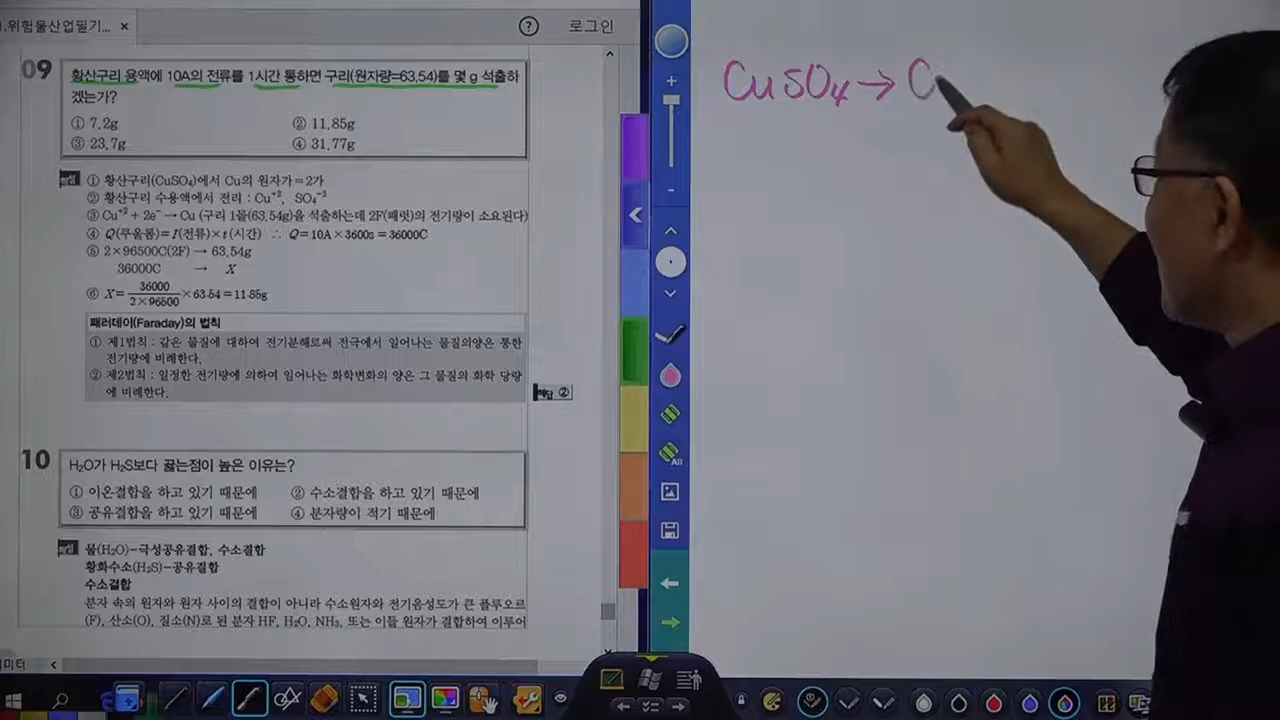 .위험물산업필기... ×
? 로그인
09
황산구리 용액에 10A의 전류를 1시간 통하면 구리(원자량=63.54)를 몇 g 석출하
겠는가?
① 7.2g ② 11.85g
③ 23.7g ④ 31.77g
해설 ① 황산구리(CuSO₄)에서 Cu의 원자가=2가
② 황산구리 수용액에서 전리 : Cu⁺², SO₄⁻²
③ Cu⁺²+2e⁻→Cu (구리 1몰(63.54g)을 석출하는데 2F(패럿)의 전기량이 소요된다)
④ Q(쿠울롬)=I(전류)×t(시간) ∴ Q=10A×3600s=36000C
⑤ 2×96500C(2F) → 63.54g
36000C → X
⑥ X=36000/2×96500×63.54=11.85g
패러데이(Faraday)의 법칙
① 제1법칙 : 같은 물질에 대하여 전기분해로써 전극에서 일어나는 물질의양은 통한
전기량에 비례한다.
② 제2법칙 : 일정한 전기량에 의하여 일어나는 화학변화의 양은 그 물질의 화학 당량
에 비례한다.
해답 ②
10
H₂O가 H₂S보다 끓는점이 높은 이유는?
① 이온결합을 하고 있기 때문에 ② 수소결합을 하고 있기 때문에
③ 공유결합을 하고 있기 때문에 ④ 분자량이 적기 때문에
해설 물(H₂O)-극성공유결합, 수소결합
황화수소(H₂S)-공유결합
수소결합
분자 속의 원자와 원자 사이의 결합이 아니라 수소원자와 전기음성도가 큰 플루오르
(F), 산소(O), 질소(N)로 된 분자 HF, H₂O, NH₃, 또는 이들 원자가 결합하여 이루어
CuSO₄ → C
All